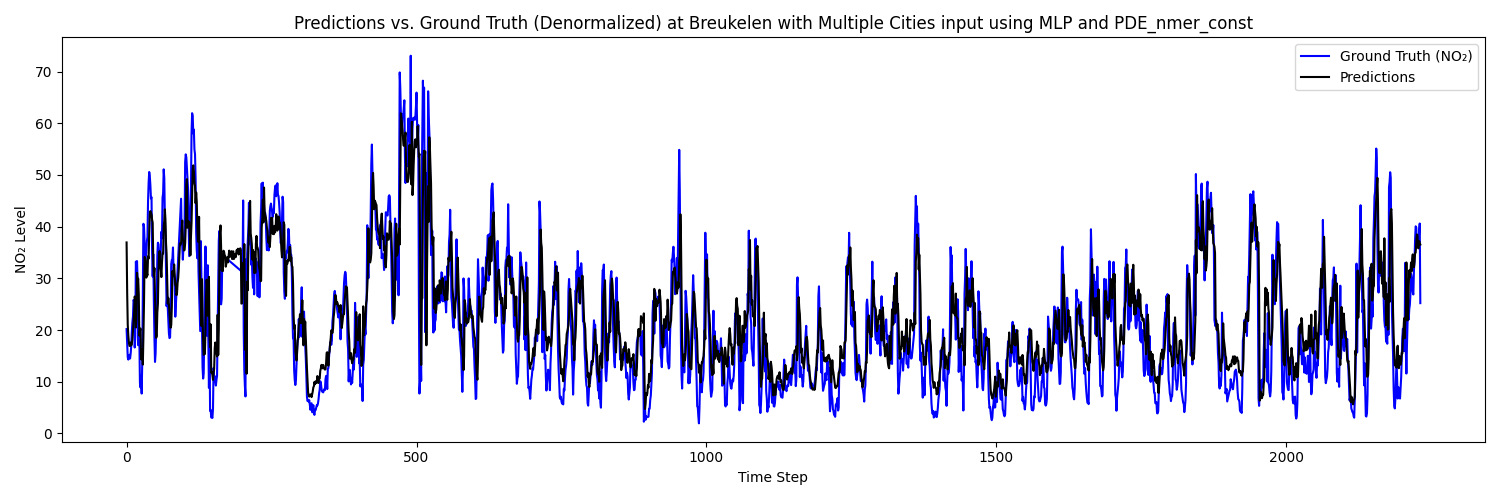 Predictions vs. Ground Truth (Denormalized) at Breukelen with Multiple Cities input using MLP and PDE_nmer_const
Ground Truth (NO₂)
Predictions
NO₂ Level
70
60
50
40
30
20
10
0
0 500 1000 1500 2000
Time Step